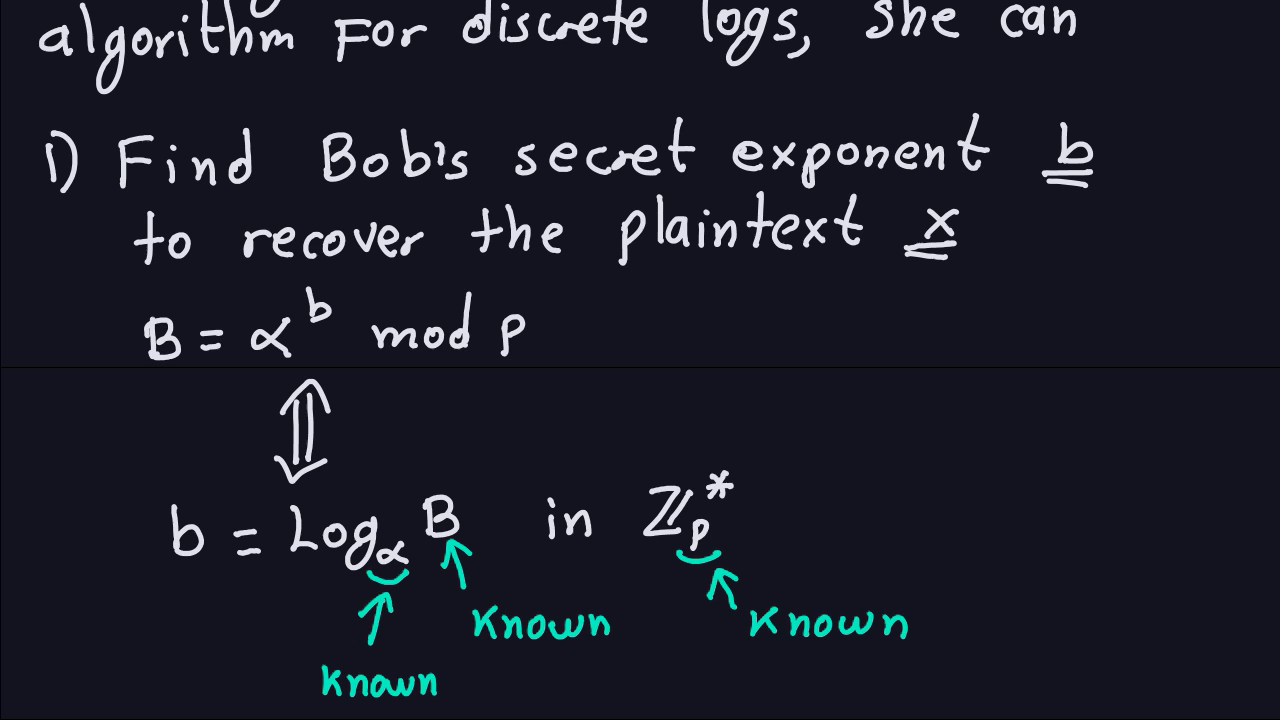 algorithm For discrete logs, she can
1) Find Bob's secret exponent b
to recover the plaintext x
B = α^b mod p
⇕
b = Log_α B in ℤ_p^*
Known Known
Known